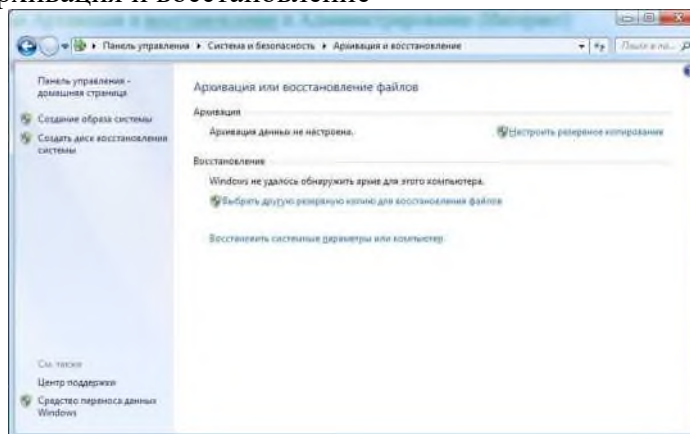 рхивация и восстановление
Панель управления ▸ Система и безопасность ▸ Архивация и восстановление
Панель управления - домашняя страница
Создание образа системы
Создать диск восстановления системы
Архивация или восстановление файлов
Архивация
Архивация данных не настроена.
Настроить резервное копирование
Восстановление
Windows не удалось обнаружить архив для этого компьютера.
Выбрать другую резервную копию для восстановления файлов
Восстановить системные параметры или компьютер
См. также
Центр поддержки
Средство переноса данных Windows